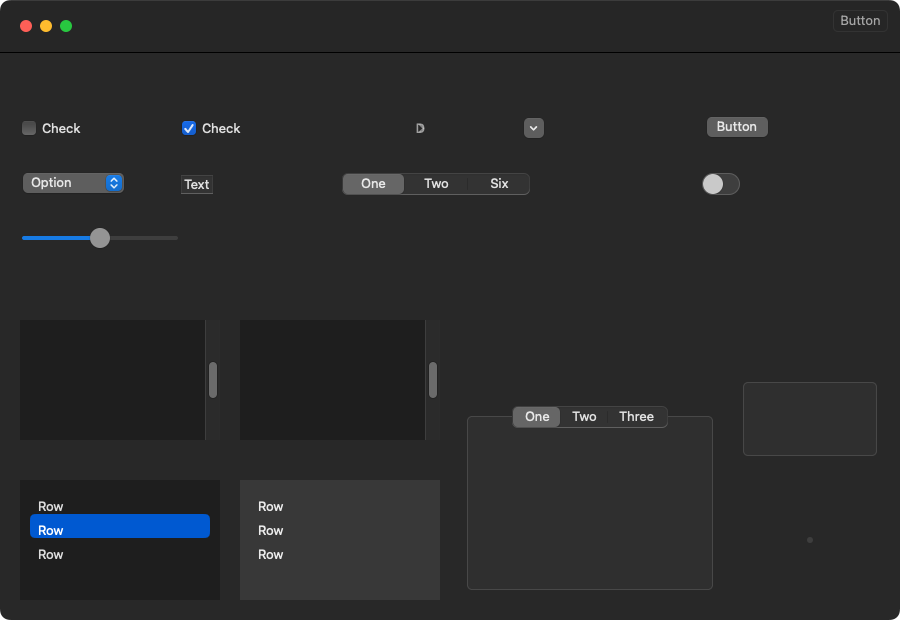 Button
Check
Check
D
Button
Option
Text
One Two Six
One Two Three
Row
Row
Row
Row
Row
Row